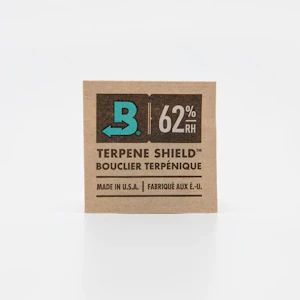 B | 62%
RH
TERPENE SHIELD™
BOUCLIER TERPÉNIQUE
MADE IN U.S.A. | FABRIQUÉ AUX É.-U.